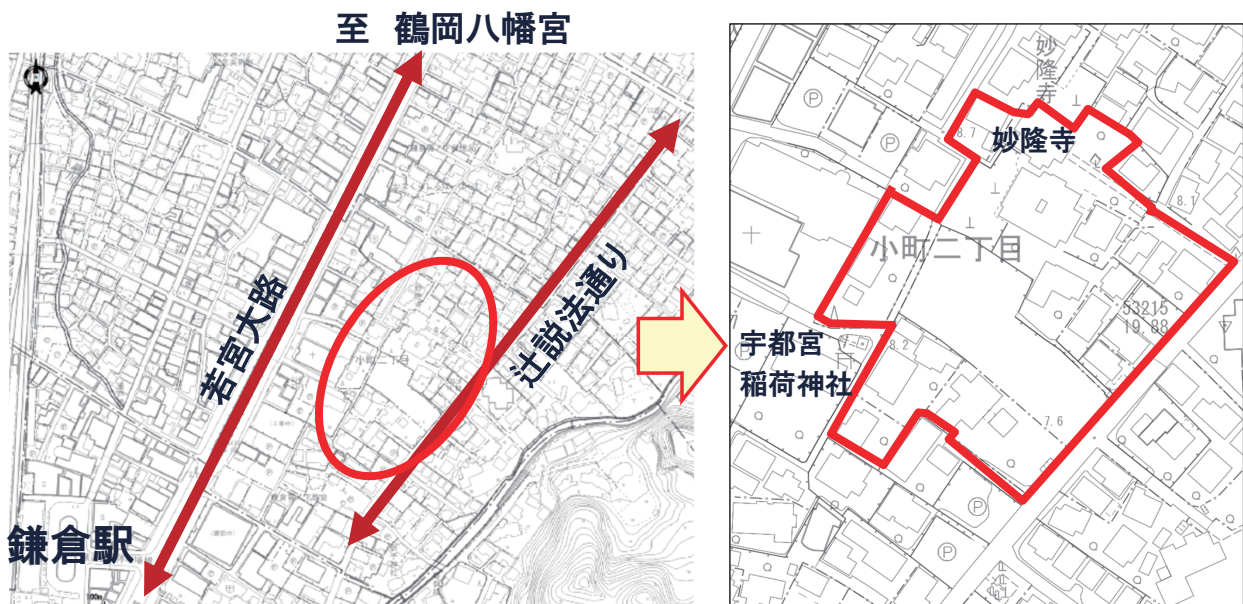 至 鶴岡八幡宮
若宮大路
辻説法通り
小町二丁目
鎌倉駅
100m
妙隆寺
妙隆寺
P
P
8.7
8.1
小町二丁目
53215
19.88
宇都宮
稲荷神社
8.2
7.6
P
P
P